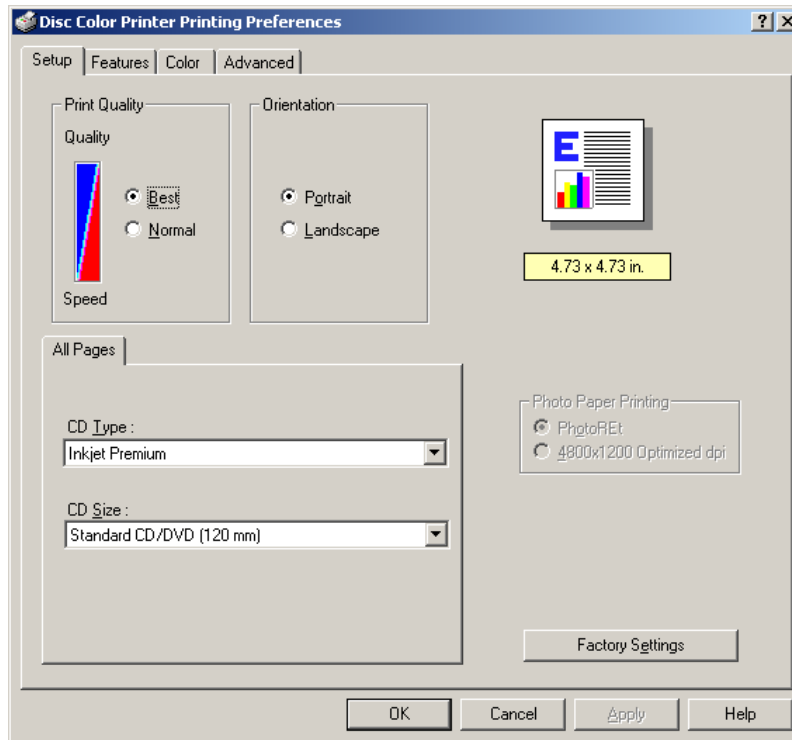 Disc Color Printer Printing Preferences
Setup
Features
Color
Advanced
Print Quality
Quality
Best
Normal
Speed
Orientation
Portrait
Landscape
E
4.73 x 4.73 in.
All Pages
CD Type :
Inkjet Premium
CD Size :
Standard CD/DVD (120 mm)
Photo Paper Printing
PhotoREt
4800x1200 Optimized dpi
Factory Settings
OK
Cancel
Apply
Help